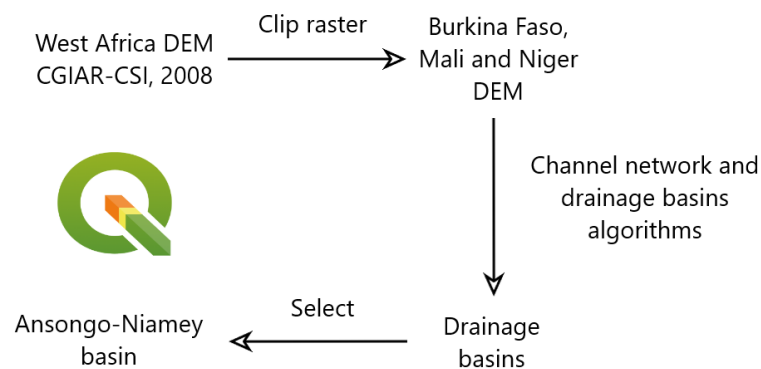 West Africa DEM
CGIAR-CSI, 2008
Clip raster
Burkina Faso,
Mali and Niger
DEM
Channel network and
drainage basins
algorithms
Drainage
basins
Select
Ansongo-Niamey
basin